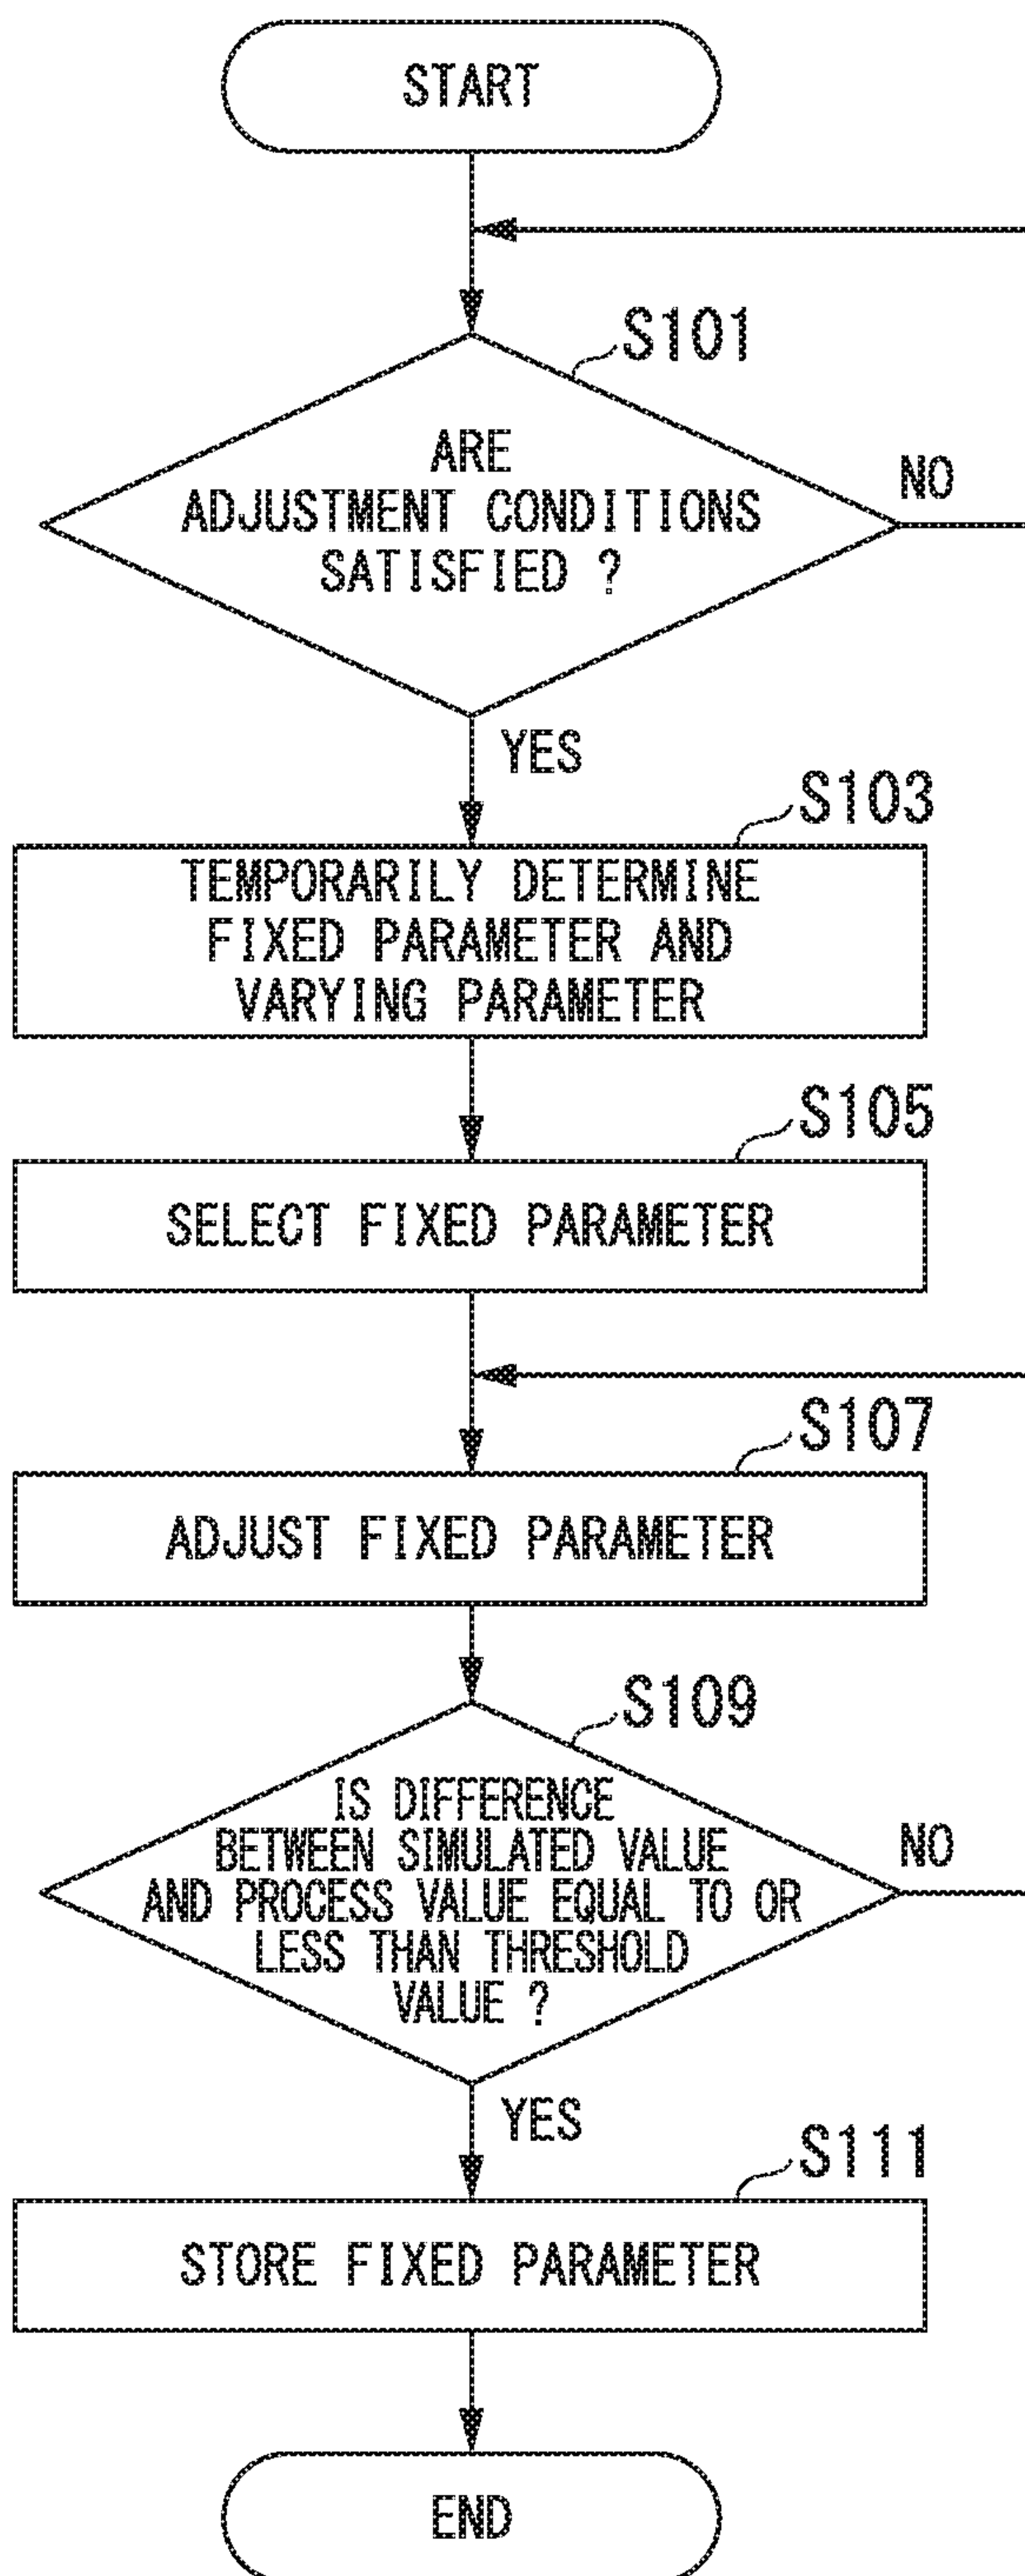 START
S101
ARE
ADJUSTMENT CONDITIONS
SATISFIED ?
NO
YES
S103
TEMPORARILY DETERMINE
FIXED PARAMETER AND
VARYING PARAMETER
S105
SELECT FIXED PARAMETER
S107
ADJUST FIXED PARAMETER
S109
IS DIFFERENCE
BETWEEN SIMULATED VALUE
AND PROCESS VALUE EQUAL TO OR
LESS THAN THRESHOLD
VALUE ?
NO
YES
S111
STORE FIXED PARAMETER
END